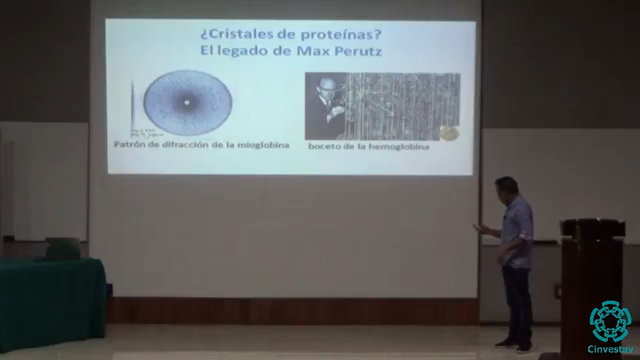 ¿Cristales de proteínas?
El legado de Max Perutz
Patrón de difracción de la mioglobina
boceto de la hemoglobina
Cinvestav